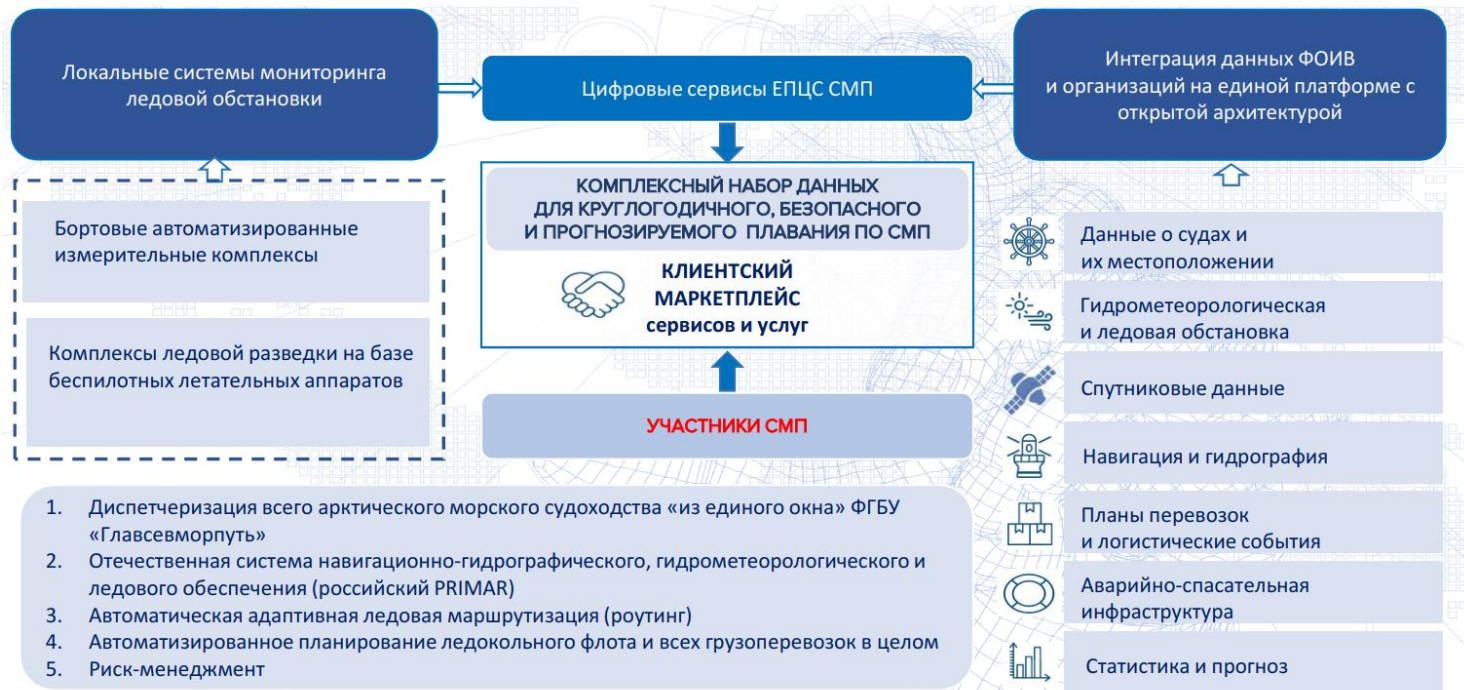 Локальные системы мониторинга
ледовой обстановки
Цифровые сервисы ЕПЦС СМП
Интеграция данных ФОИВ
и организаций на единой платформе с
открытой архитектурой
Бортовые автоматизированные
измерительные комплексы
Комплексы ледовой разведки на базе
беспилотных летательных аппаратов
КОМПЛЕКСНЫЙ НАБОР ДАННЫХ
ДЛЯ КРУГЛОГОДИЧНОГО, БЕЗОПАСНОГО
И ПРОГНОЗИРУЕМОГО ПЛАВАНИЯ ПО СМП
КЛИЕНТСКИЙ
МАРКЕТПЛЕЙС
сервисов и услуг
УЧАСТНИКИ СМП
Данные о судах и
их местоположении
Гидрометеорологическая
и ледовая обстановка
Спутниковые данные
Навигация и гидрография
Планы перевозок
и логистические события
Аварийно-спасательная
инфраструктура
Статистика и прогноз
1. Диспетчеризация всего арктического морского судоходства «из единого окна» ФГБУ
«Главсевморпуть»
2. Отечественная система навигационно-гидрографического, гидрометеорологического и
ледового обеспечения (российский PRIMAR)
3. Автоматическая адаптивная ледовая маршрутизация (роутинг)
4. Автоматизированное планирование ледокольного флота и всех грузоперевозок в целом
5. Риск-менеджмент